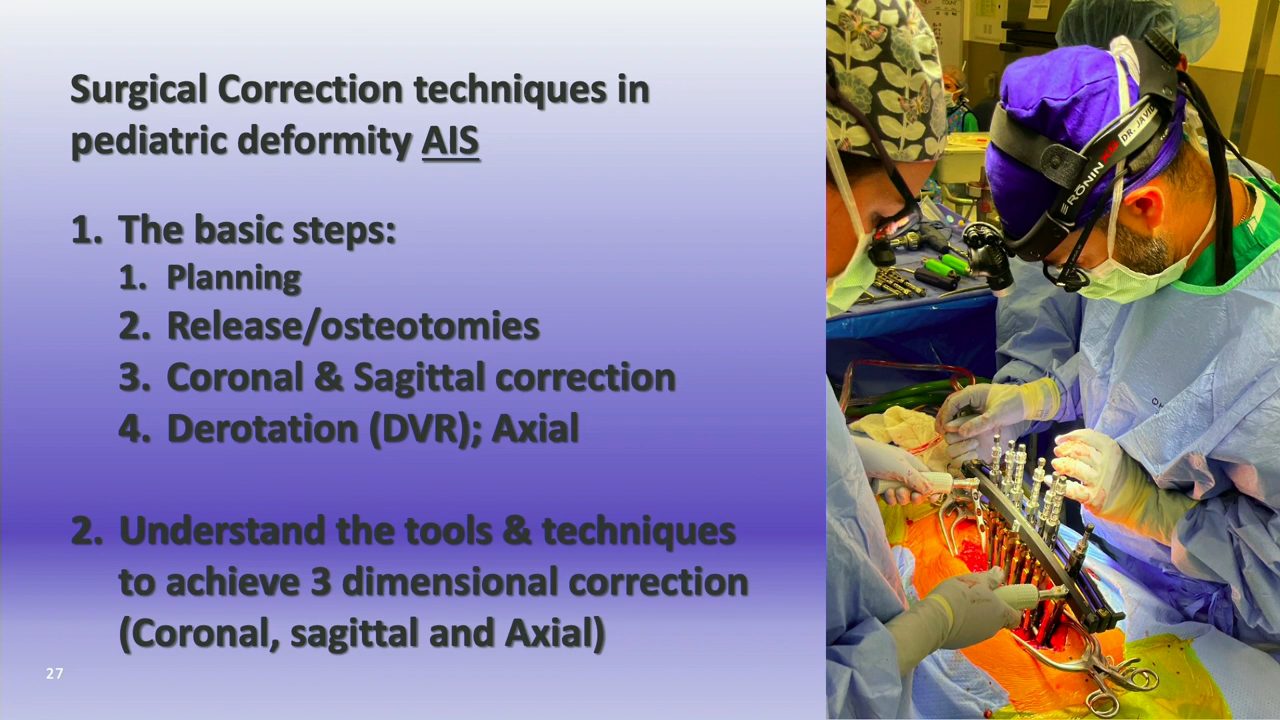 Surgical Correction techniques in
pediatric deformity AIS
1. The basic steps:
1. Planning
2. Release/osteotomies
3. Coronal & Sagittal correction
4. Derotation (DVR); Axial
2. Understand the tools & techniques
to achieve 3 dimensional correction
(Coronal, sagittal and Axial)
27
RONIN
DR. JAVID